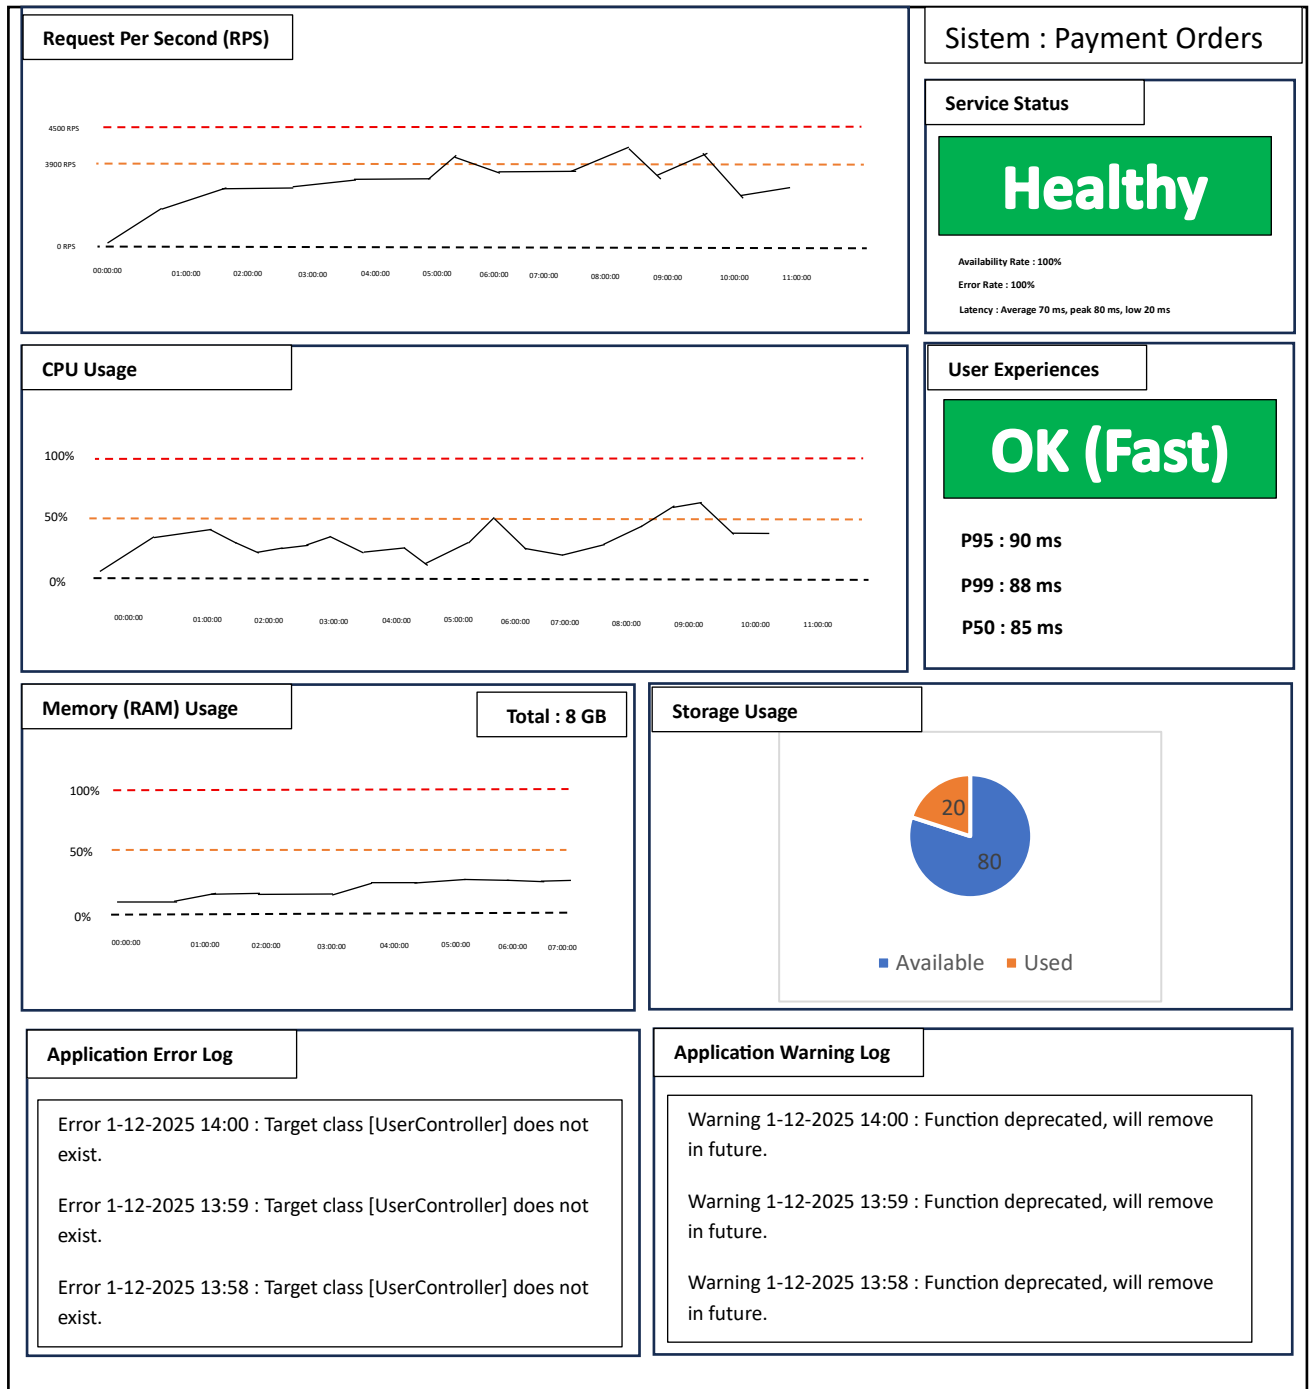 Request Per Second (RPS)
4500 RPS
3900 RPS
0 RPS
00:00:00 01:00:00 02:00:00 03:00:00 04:00:00 05:00:00 06:00:00 07:00:00 08:00:00 09:00:00 10:00:00 11:00:00
Sistem : Payment Orders
Service Status
Healthy
Availability Rate : 100%
Error Rate : 100%
Latency : Average 70 ms, peak 80 ms, low 20 ms
CPU Usage
100%
50%
0%
00:00:00 01:00:00 02:00:00 03:00:00 04:00:00 05:00:00 06:00:00 07:00:00 08:00:00 09:00:00 10:00:00 11:00:00
User Experiences
OK (Fast)
P95 : 90 ms
P99 : 88 ms
P50 : 85 ms
Memory (RAM) Usage
Total : 8 GB
100%
50%
0%
00:00:00 01:00:00 02:00:00 03:00:00 04:00:00 05:00:00 06:00:00 07:00:00
Storage Usage
20
80
Available Used
Application Error Log
Error 1-12-2025 14:00 : Target class [UserController] does not
exist.
Error 1-12-2025 13:59 : Target class [UserController] does not
exist.
Error 1-12-2025 13:58 : Target class [UserController] does not
exist.
Application Warning Log
Warning 1-12-2025 14:00 : Function deprecated, will remove
in future.
Warning 1-12-2025 13:59 : Function deprecated, will remove
in future.
Warning 1-12-2025 13:58 : Function deprecated, will remove
in future.